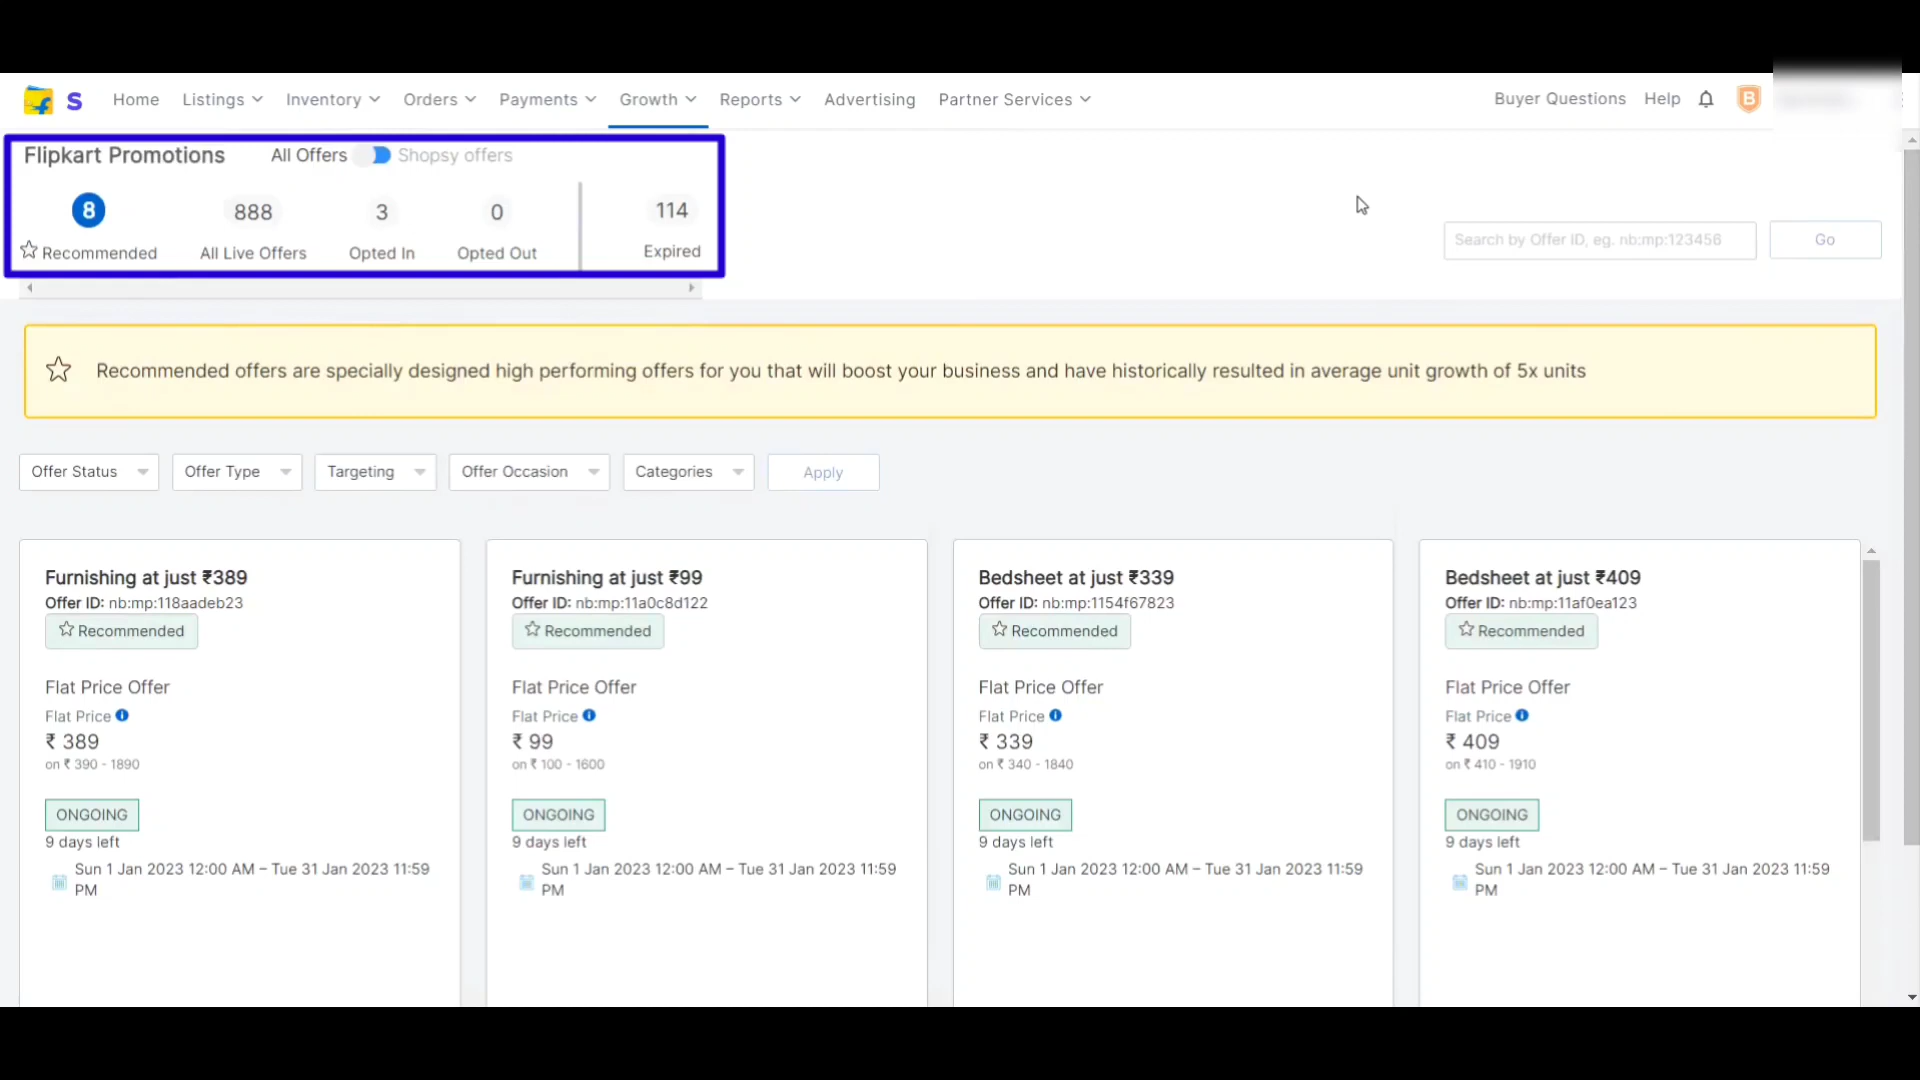 S Home Listings Inventory Orders Payments Growth Reports Advertising Partner Services Buyer Questions Help B
Flipkart Promotions All Offers Shopsy offers
8 888 3 0 114
Recommended All Live Offers Opted In Opted Out Expired
Search by Offer ID, eg. nb:mp:123456 Go
Recommended offers are specially designed high performing offers for you that will boost your business and have historically resulted in average unit growth of 5x units
Offer Status Offer Type Targeting Offer Occasion Categories Apply
Furnishing at just ₹389
Offer ID: nb:mp:118aadeb23
Recommended
Flat Price Offer
Flat Price
₹ 389
on ₹ 390 - 1890
ONGOING
9 days left
Sun 1 Jan 2023 12:00 AM – Tue 31 Jan 2023 11:59
PM
Furnishing at just ₹99
Offer ID: nb:mp:11a0c8d122
Recommended
Flat Price Offer
Flat Price
₹ 99
on ₹ 100 - 1600
ONGOING
9 days left
Sun 1 Jan 2023 12:00 AM – Tue 31 Jan 2023 11:59
PM
Bedsheet at just ₹339
Offer ID: nb:mp:1154f67823
Recommended
Flat Price Offer
Flat Price
₹ 339
on ₹ 340 - 1840
ONGOING
9 days left
Sun 1 Jan 2023 12:00 AM – Tue 31 Jan 2023 11:59
PM
Bedsheet at just ₹409
Offer ID: nb:mp:11af0ea123
Recommended
Flat Price Offer
Flat Price
₹ 409
on ₹ 410 - 1910
ONGOING
9 days left
Sun 1 Jan 2023 12:00 AM – Tue 31 Jan 2023 11:59
PM